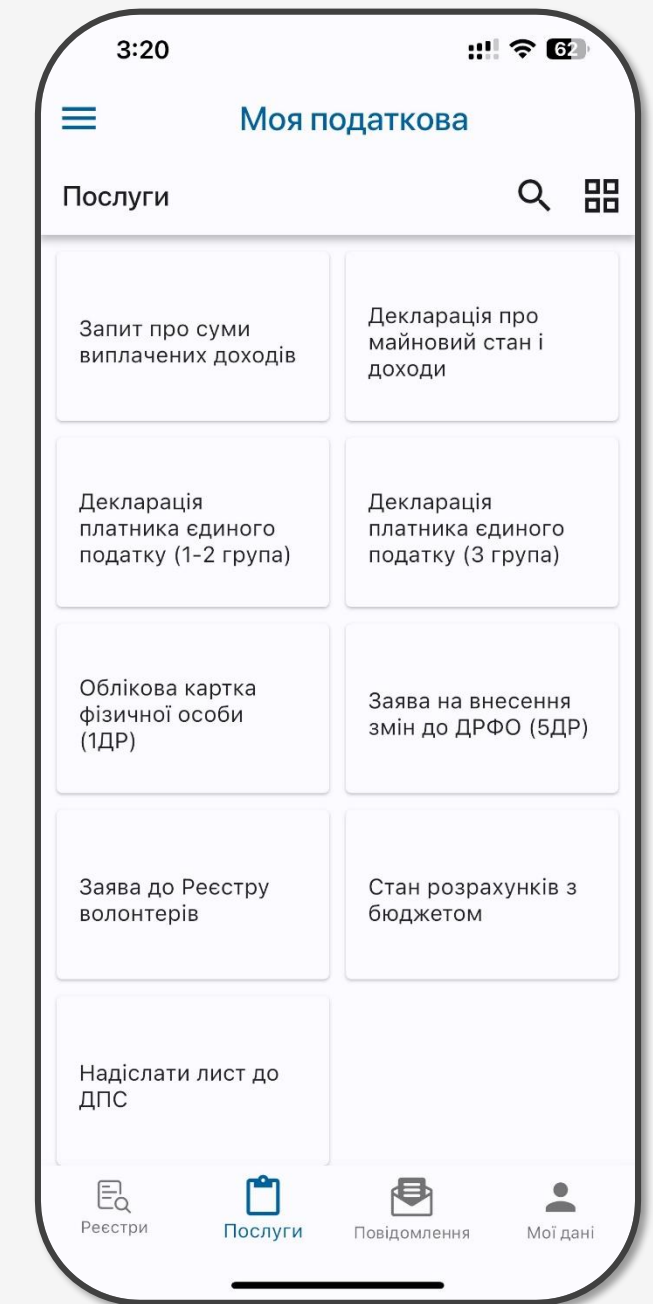 3:20
62
Моя податкова
Послуги
Запит про суми
виплачених доходів
Декларація про
майновий стан і
доходи
Декларація
платника єдиного
податку (1-2 група)
Декларація
платника єдиного
податку (3 група)
Облікова картка
фізичної особи
(1ДР)
Заява на внесення
змін до ДРФО (5ДР)
Заява до Реєстру
волонтерів
Стан розрахунків з
бюджетом
Надіслати лист до
ДПС
Реєстри
Послуги
Повідомлення
Мої дані